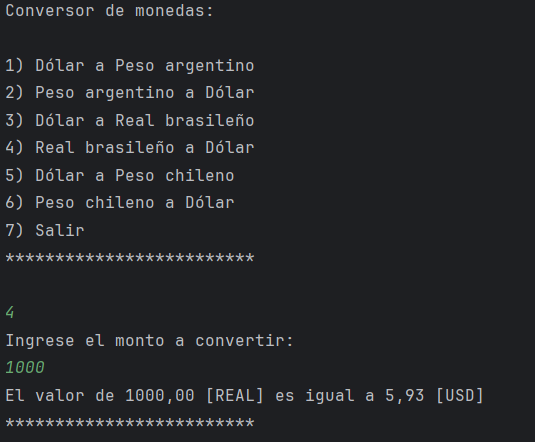 Conversor de monedas:
1) Dólar a Peso argentino
2) Peso argentino a Dólar
3) Dólar a Real brasileño
4) Real brasileño a Dólar
5) Dólar a Peso chileno
6) Peso chileno a Dólar
7) Salir
*************************
4
Ingrese el monto a convertir:
1000
El valor de 1000,00 [REAL] es igual a 5,93 [USD]
*************************